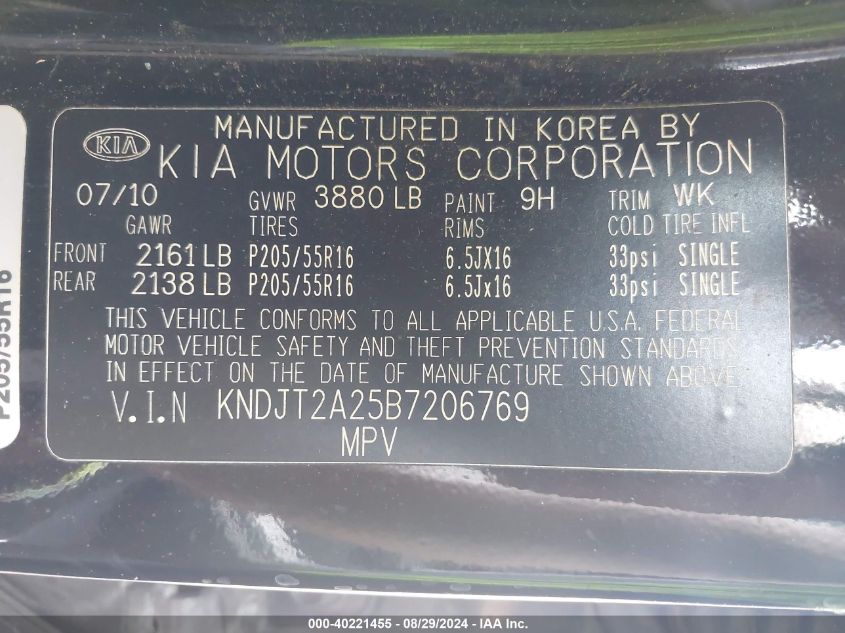 MANUFACTURED IN KOREA BY
KIA
KIA MOTORS CORPORATION
07/10 GVWR 3880 LB PAINT 9H TRIM WK
GAWR TIRES RIMS COLD TIRE INFL
FRONT 2161 LB P205/55R16 6.5JX16 33psi SINGLE
REAR 2138 LB P205/55R16 6.5Jx16 33psi SINGLE
THIS VEHICLE CONFORMS TO ALL APPLICABLE U.S.A. FEDERAL
MOTOR VEHICLE SAFETY AND THEFT PREVENTION STANDARDS
IN EFFECT ON THE DATE OF MANUFACTURE SHOWN ABOVE
V.I.N KNDJT2A25B7206769
MPV
P205/55R16
000-40221455 - 08/29/2024 - IAA Inc.